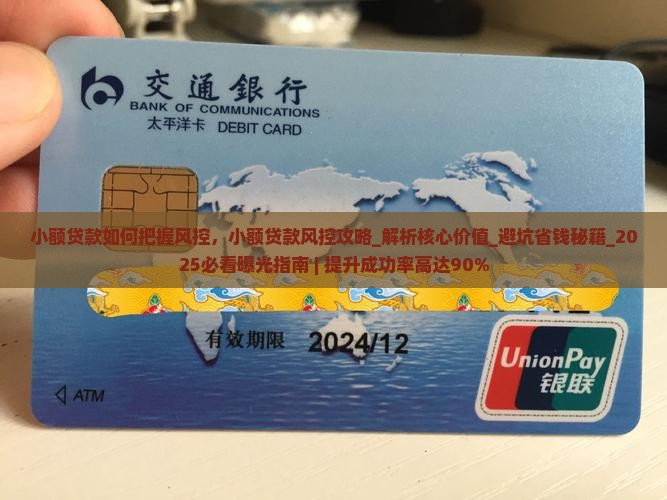 交通銀行
BANK OF COMMUNICATIONS
太平洋卡 DEBIT CARD
小额贷款如何把握风控，小额贷款风控攻略_解析核心价值_避坑省钱秘籍_20
25必看曝光指南 | 提升成功率高达90%
有效期限 2024/12
UnionPay
银联
ATM